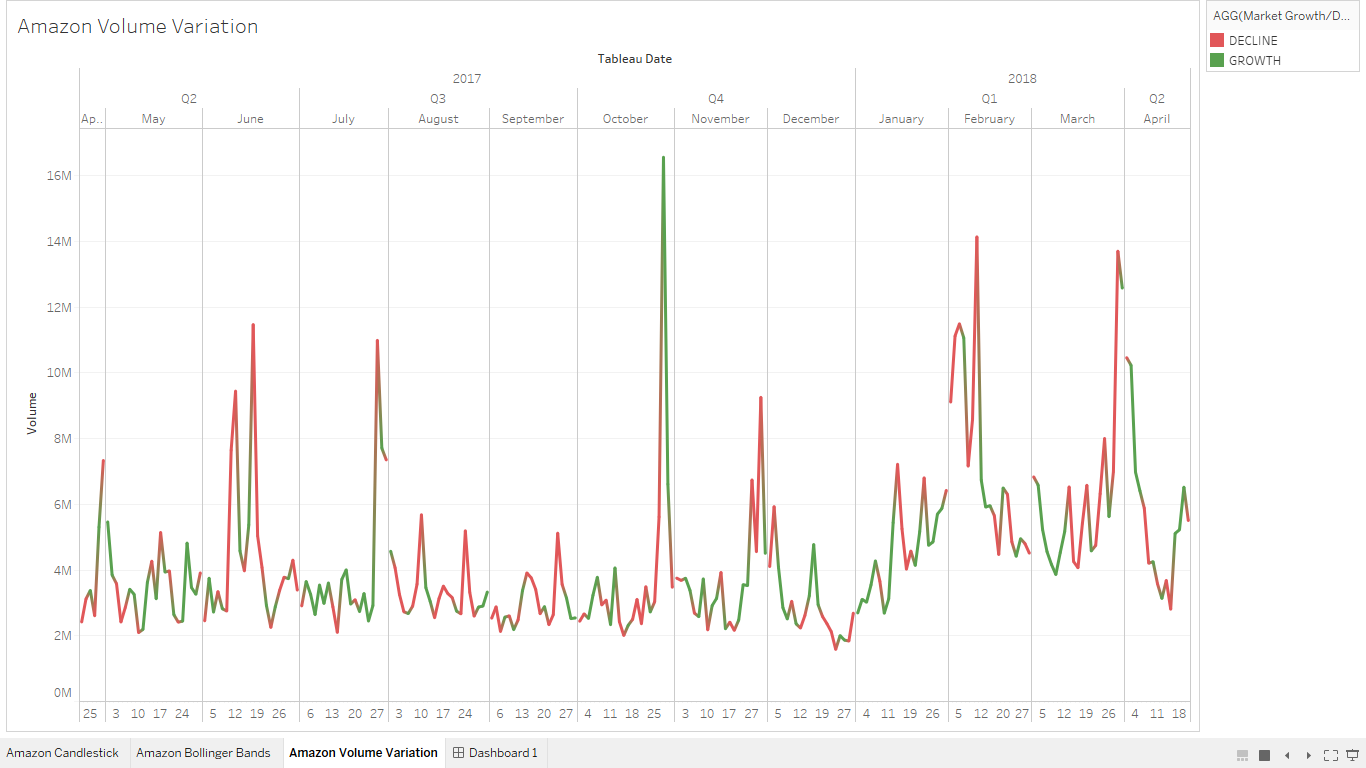 Amazon Volume Variation
AGG(Market Growth/D...
DECLINE
GROWTH
Tableau Date
2017 2018
Q2 Q3 Q4 Q1 Q2
Ap.. May June July August September October November December January February March April
16M
14M
12M
10M
8M
6M
4M
2M
0M
Volume
25 3 10 17 24 5 12 19 26 6 13 20 27 3 10 17 24 6 13 20 27 4 11 18 25 3 10 17 27 5 12 19 27 4 11 19 26 5 12 20 27 5 12 19 26 4 11 18
Amazon Candlestick Amazon Bollinger Bands Amazon Volume Variation Dashboard 1